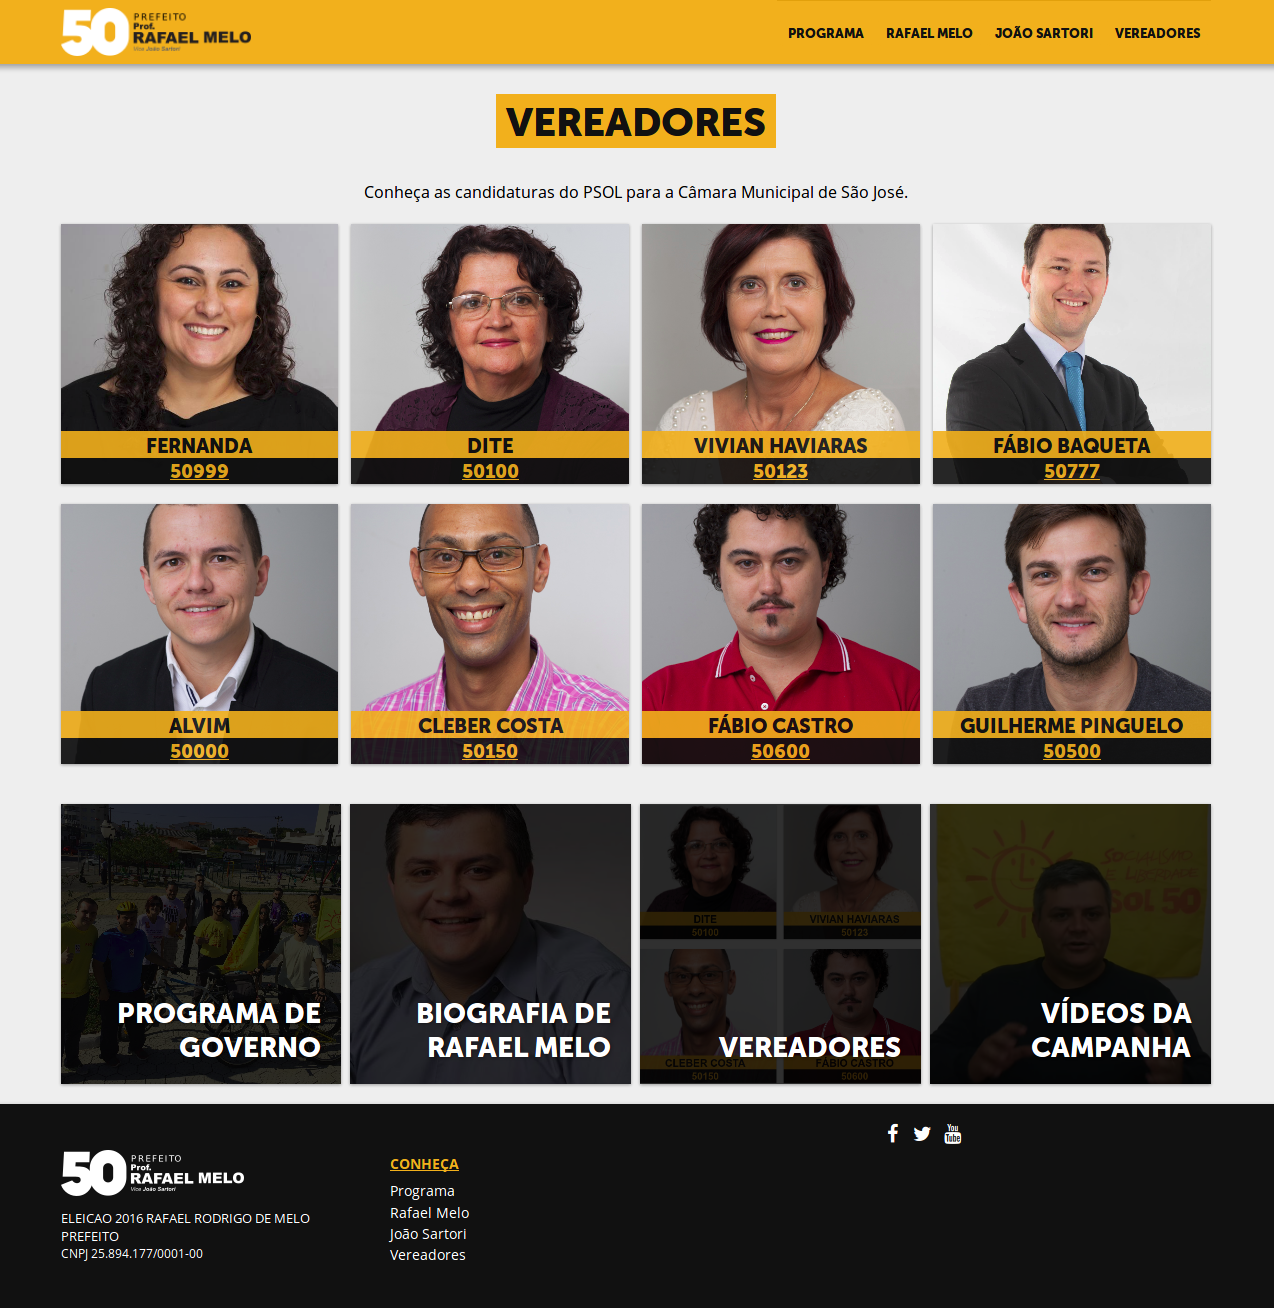 50 PREFEITO
Prof.
RAFAEL MELO
Vice João Sartori
PROGRAMA RAFAEL MELO JOÃO SARTORI VEREADORES
VEREADORES
Conheça as candidaturas do PSOL para a Câmara Municipal de São José.
FERNANDA
50999
DITE
50100
VIVIAN HAVIARAS
50123
FÁBIO BAQUETA
50777
ALVIM
50000
CLEBER COSTA
50150
FÁBIO CASTRO
50600
GUILHERME PINGUELO
50500
PROGRAMA DE
GOVERNO
BIOGRAFIA DE
RAFAEL MELO
DITE
50100
VIVIAN HAVIARAS
50123
VEREADORES
CLEBER COSTA
50150
FÁBIO CASTRO
50600
SOL 50
VÍDEOS DA
CAMPANHA
You
Tube
50 PREFEITO
Prof.
RAFAEL MELO
Vice João Sartori
ELEICAO 2016 RAFAEL RODRIGO DE MELO
PREFEITO
CNPJ 25.894.177/0001-00
CONHEÇA
Programa
Rafael Melo
João Sartori
Vereadores